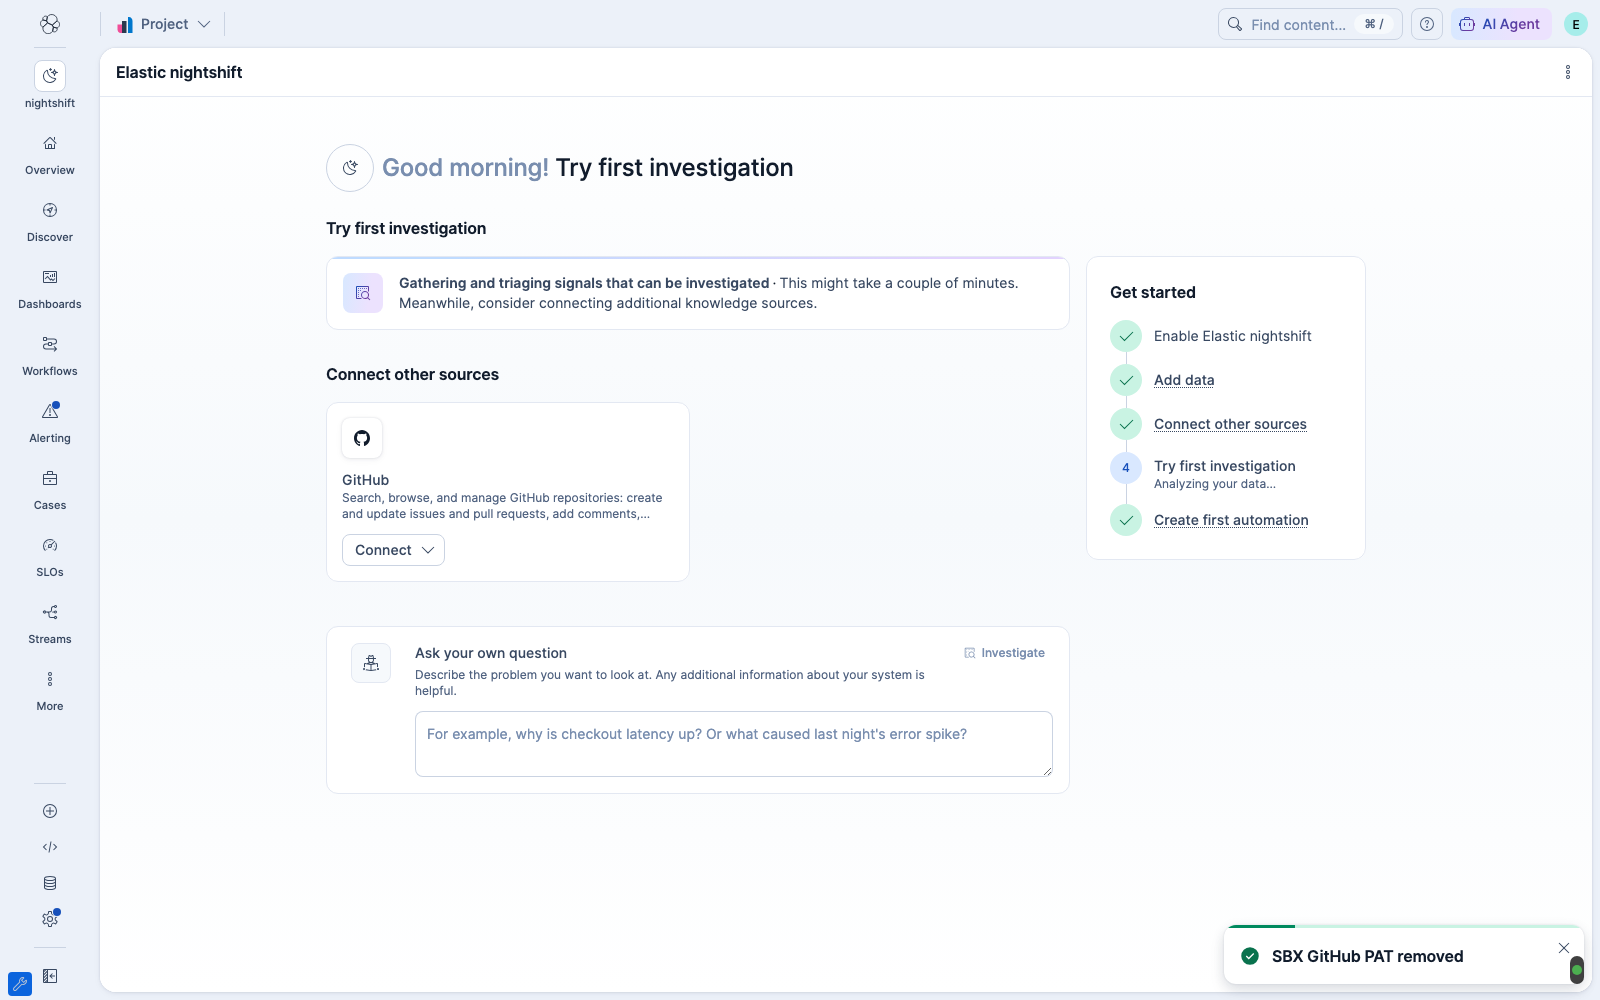 Project
Find content...
⌘ /
AI Agent
E
Elastic nightshift
nightshift
Overview
Discover
Dashboards
Workflows
Alerting
Cases
SLOs
Streams
More
Good morning! Try first investigation
Try first investigation
Gathering and triaging signals that can be investigated · This might take a couple of minutes.
Meanwhile, consider connecting additional knowledge sources.
Connect other sources
GitHub
Search, browse, and manage GitHub repositories: create
and update issues and pull requests, add comments,...
Connect
Get started
Enable Elastic nightshift
Add data
Connect other sources
4
Try first investigation
Analyzing your data...
Create first automation
Ask your own question
Investigate
Describe the problem you want to look at. Any additional information about your system is
helpful.
For example, why is checkout latency up? Or what caused last night's error spike?
SBX GitHub PAT removed